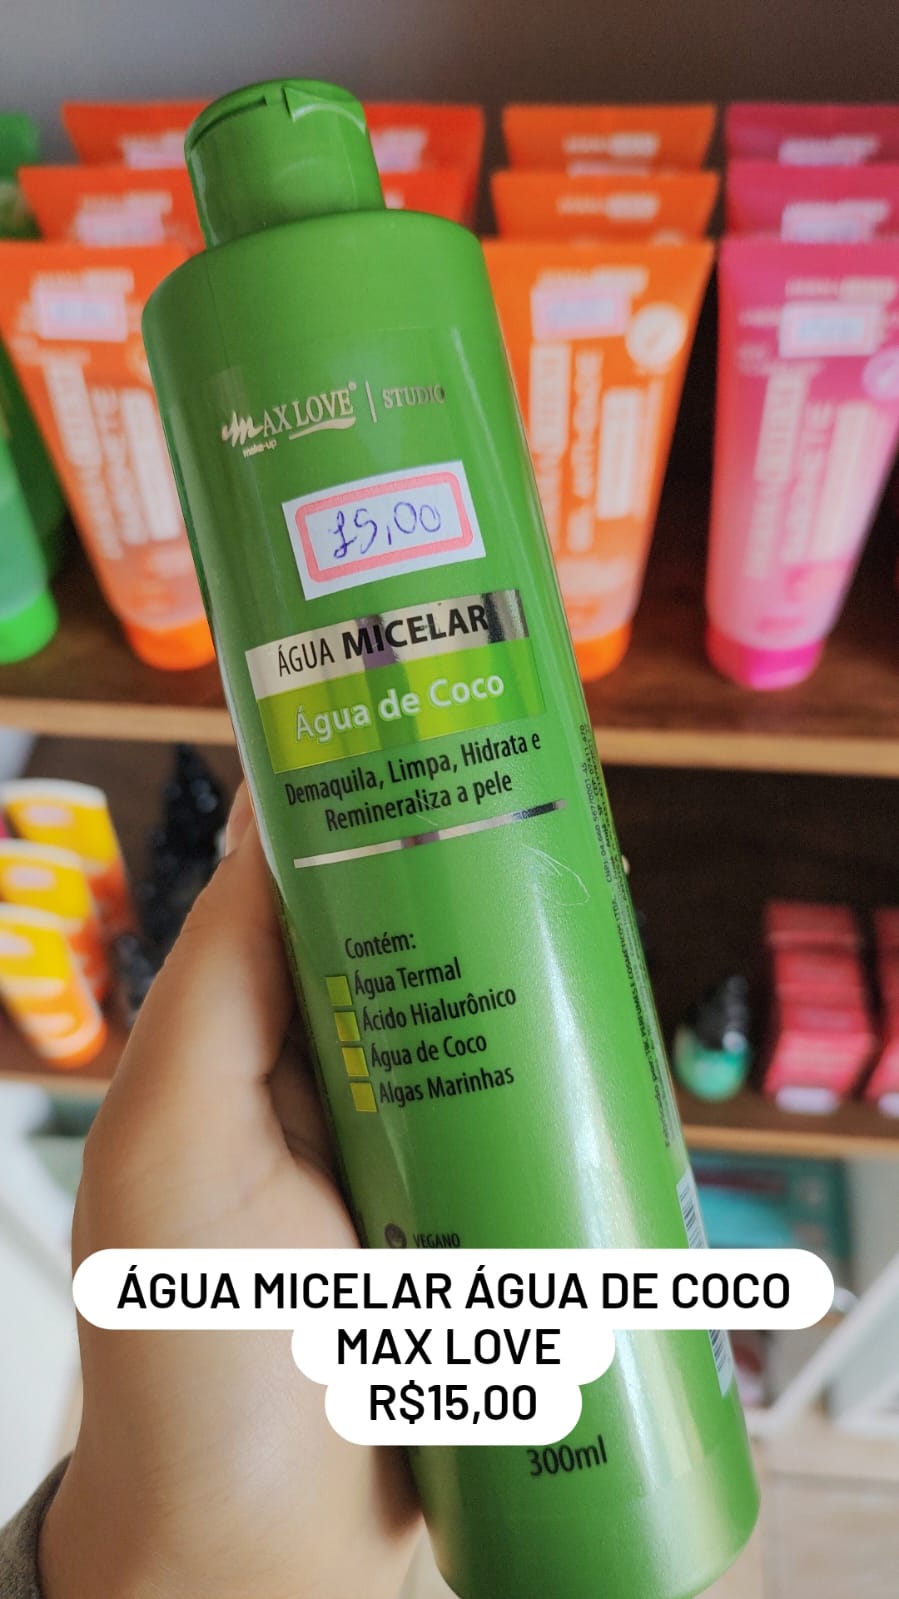 MAX LOVE | STUDIO
make-up
15,00
ÁGUA MICELAR
Água de Coco
Demaquila, Limpa, Hidrata e
Remineraliza a pele
Contém:
Água Termal
Ácido Hialurônico
Água de Coco
Algas Marinhas
VEGANO
ÁGUA MICELAR ÁGUA DE COCO
MAX LOVE
R$15,00
300ml